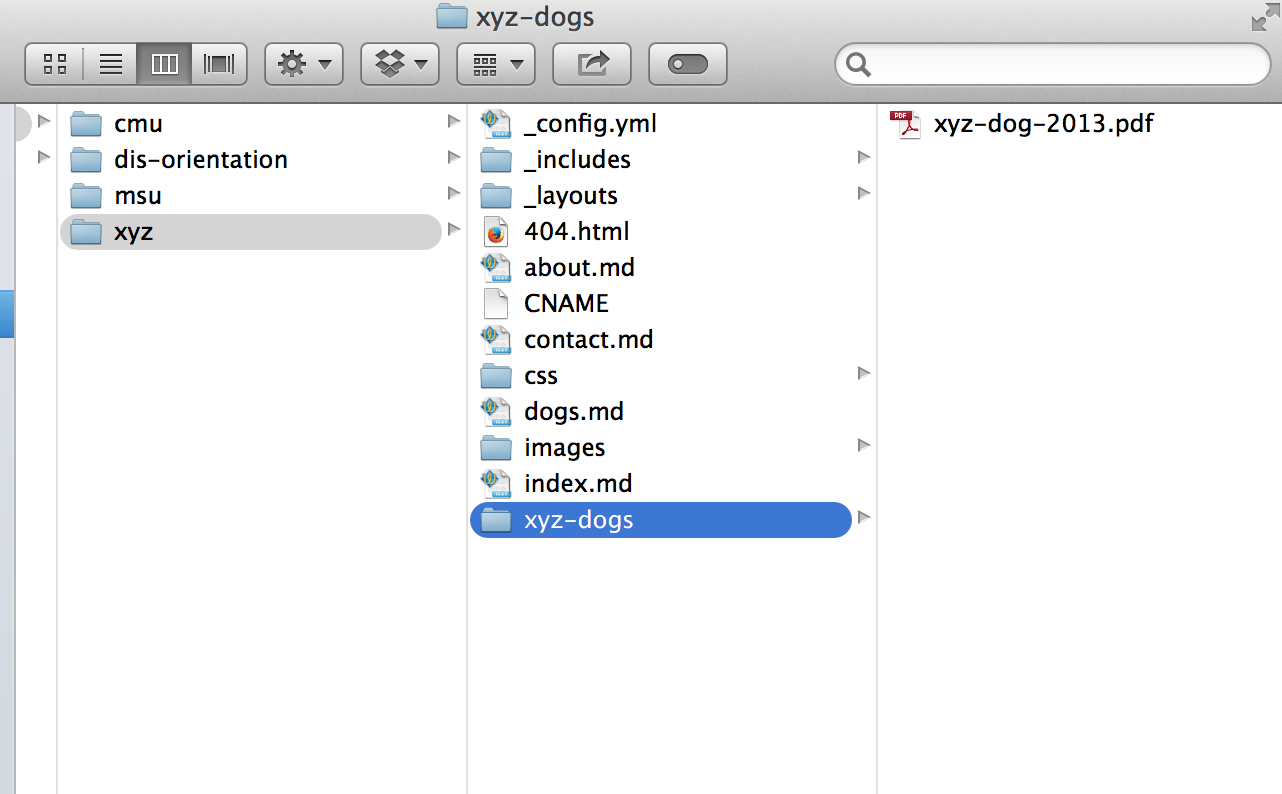 xyz-dogs
cmu
dis-orientation
msu
xyz
_config.yml
_includes
_layouts
404.html
about.md
CNAME
contact.md
css
dogs.md
images
index.md
xyz-dogs
PDF
xyz-dog-2013.pdf